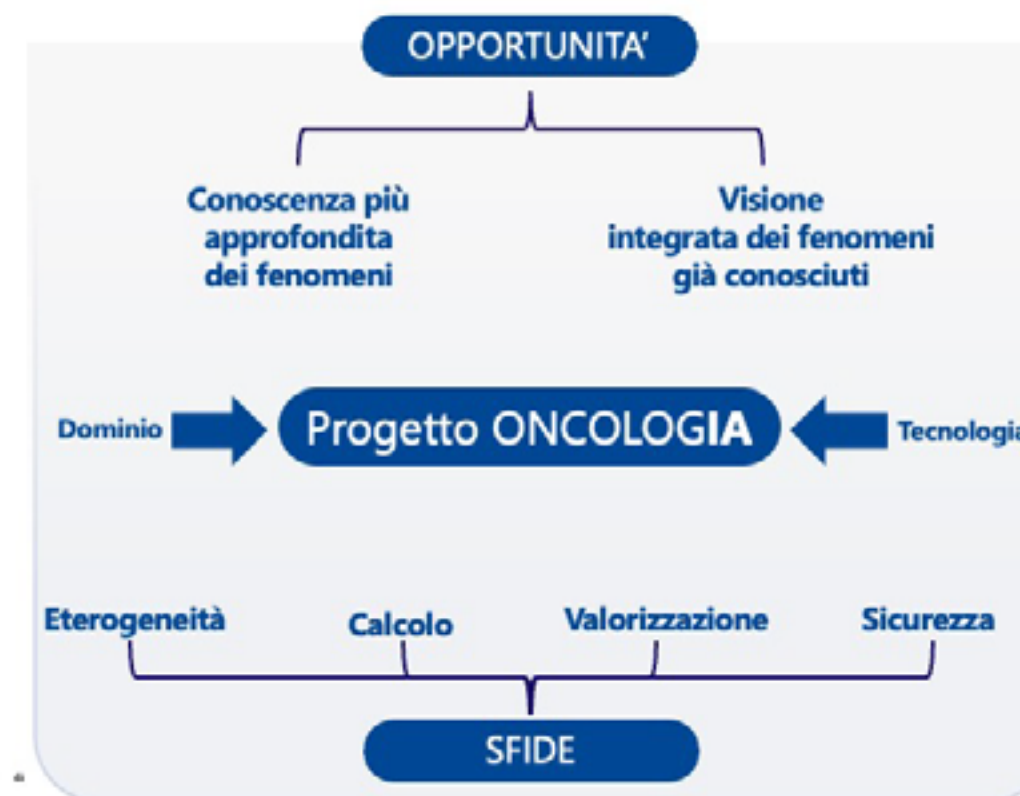 OPPORTUNITA'
Conoscenza più
approfondita
dei fenomeni
Visione
integrata dei fenomeni
già conosciuti
Dominio
Progetto ONCOLOGIA
Tecnologia
Eterogeneità
Calcolo
Valorizzazione
Sicurezza
SFIDE